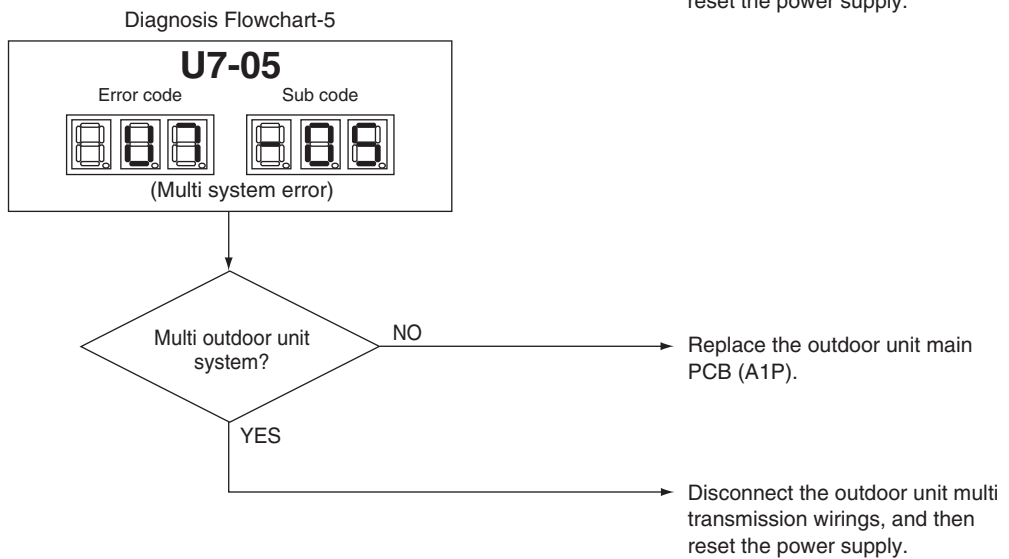 reset the power supply.
Diagnosis Flowchart-5
U7-05
Error code Sub code
U7 -05
(Multi system error)
Multi outdoor unit
system?
NO
Replace the outdoor unit main
PCB (A1P).
YES
Disconnect the outdoor unit multi
transmission wirings, and then
reset the power supply.